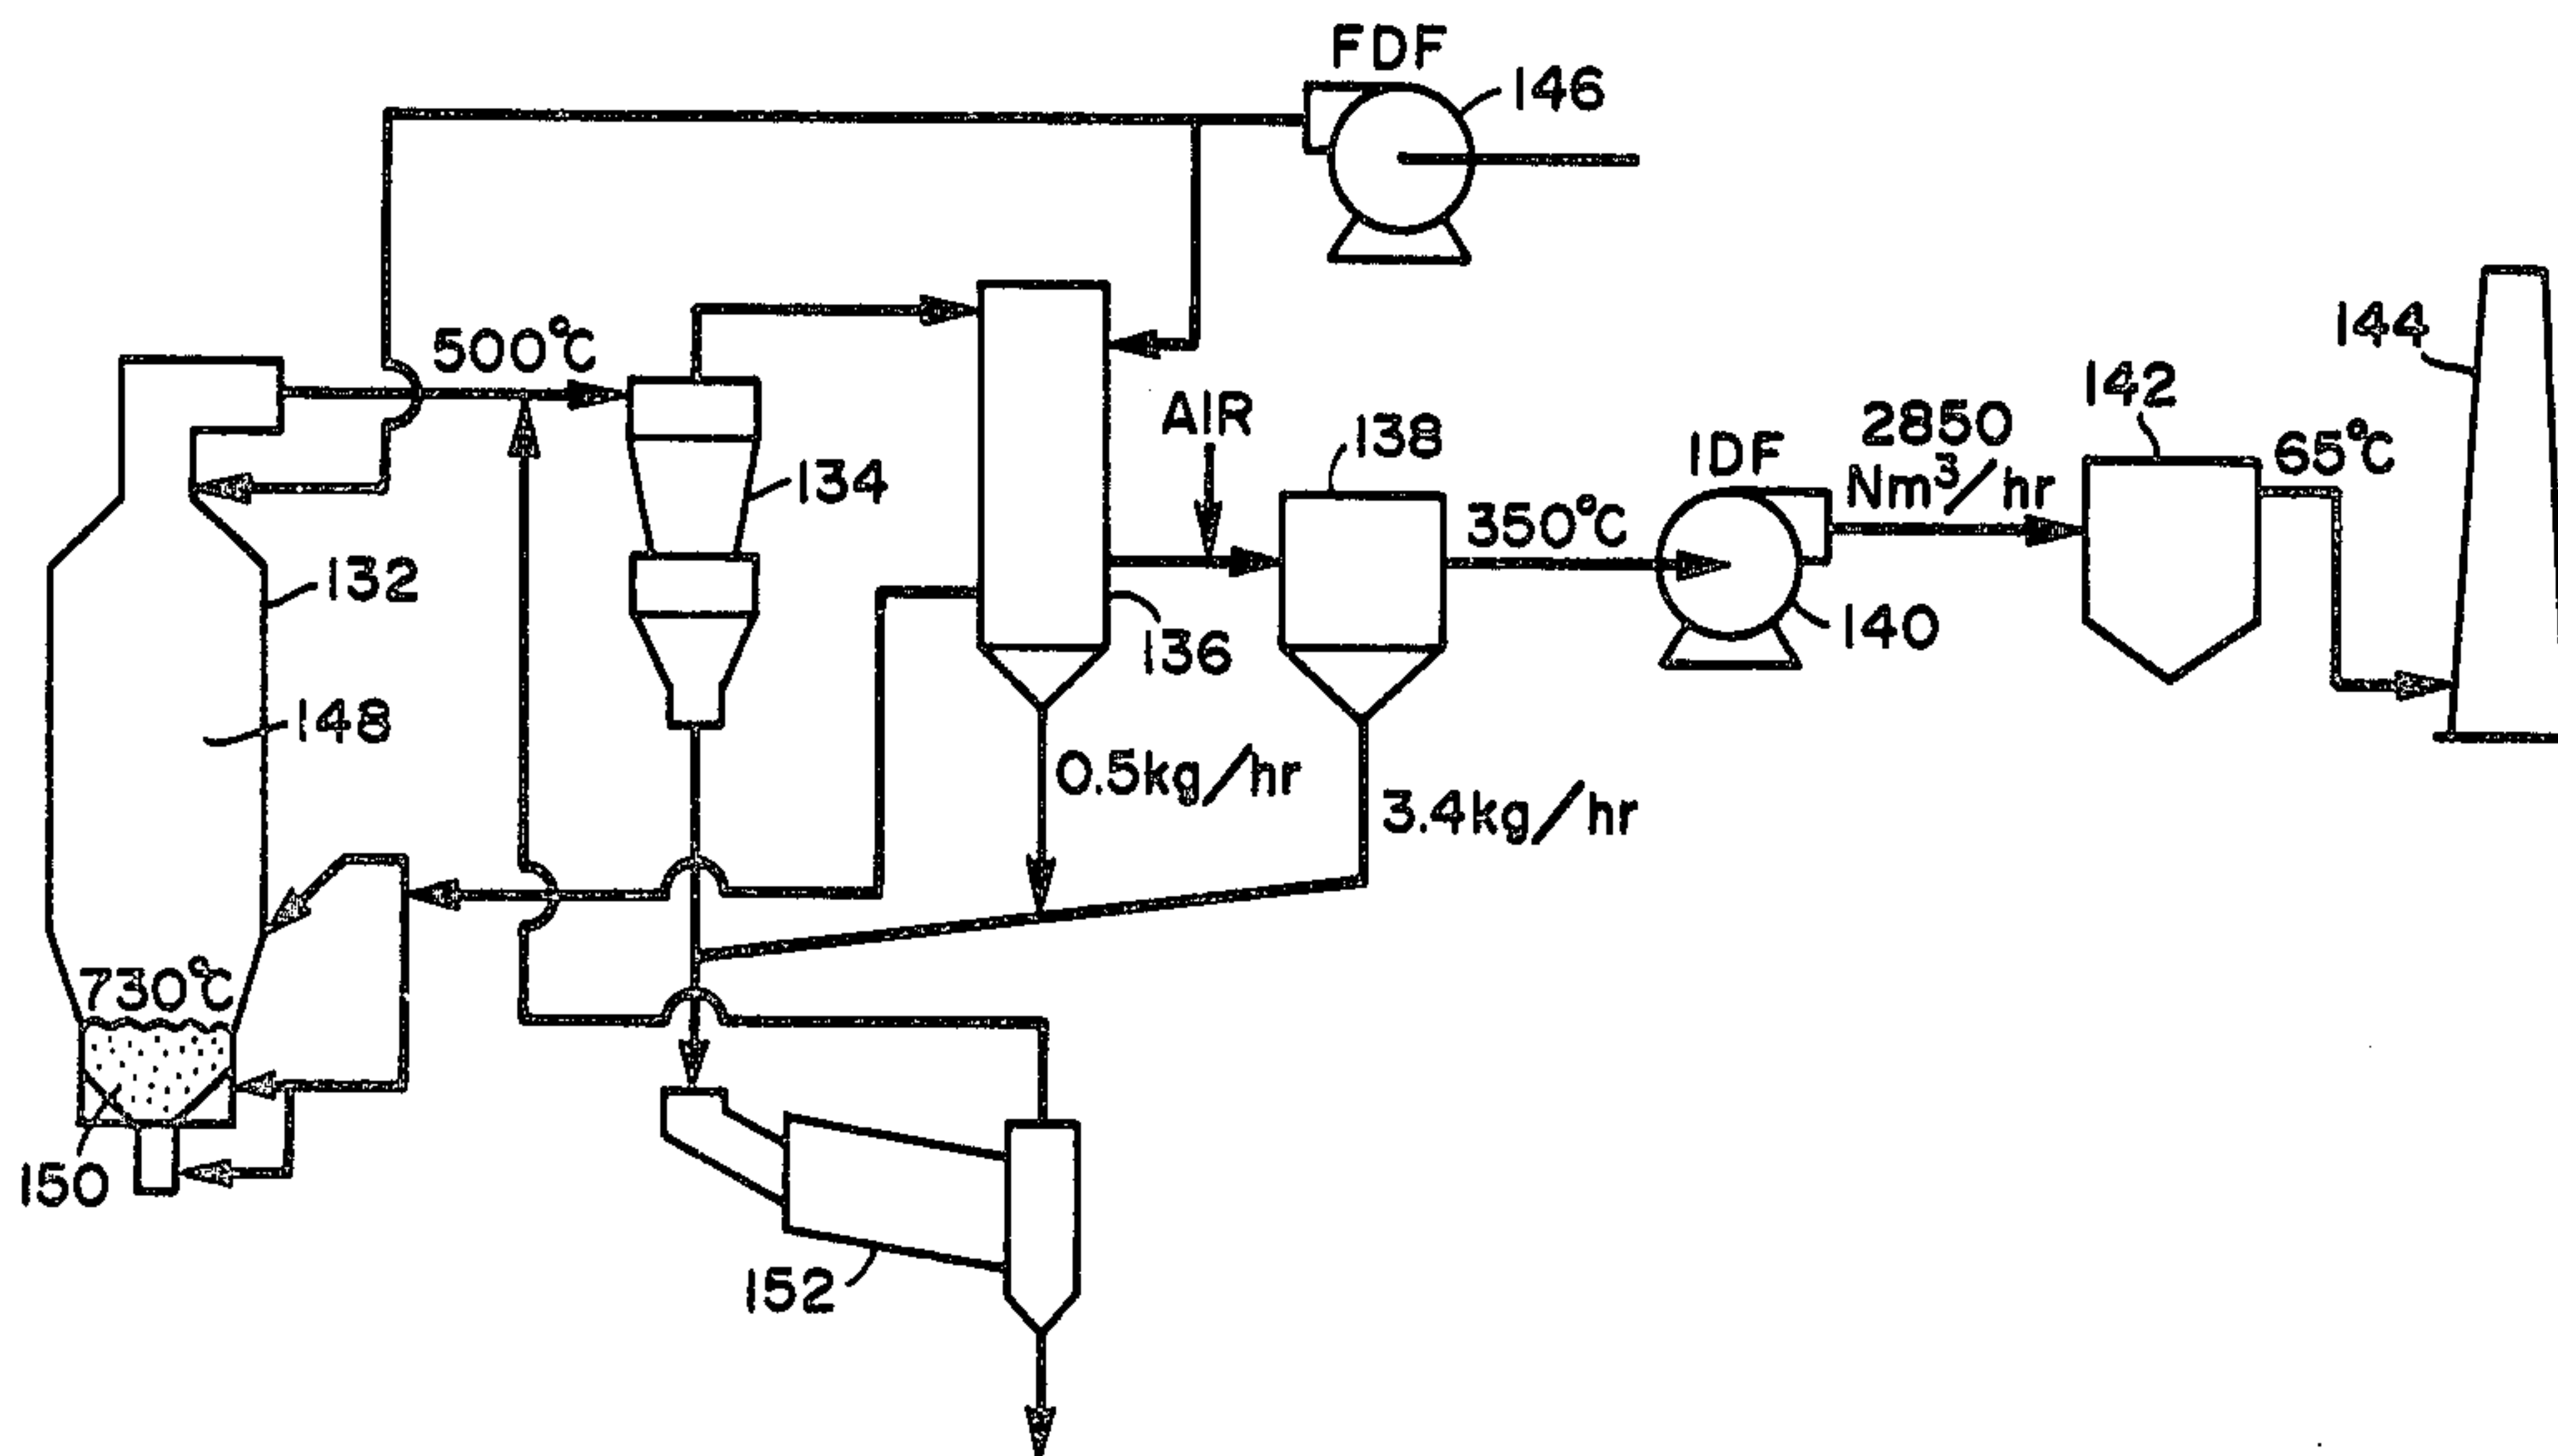 FDF
146
500°C
144
142
AIR
138
2850
Nm³/hr
65°C
IDF
134
350°C
132
140
136
148
0.5kg/hr
3.4kg/hr
730°C
150
152